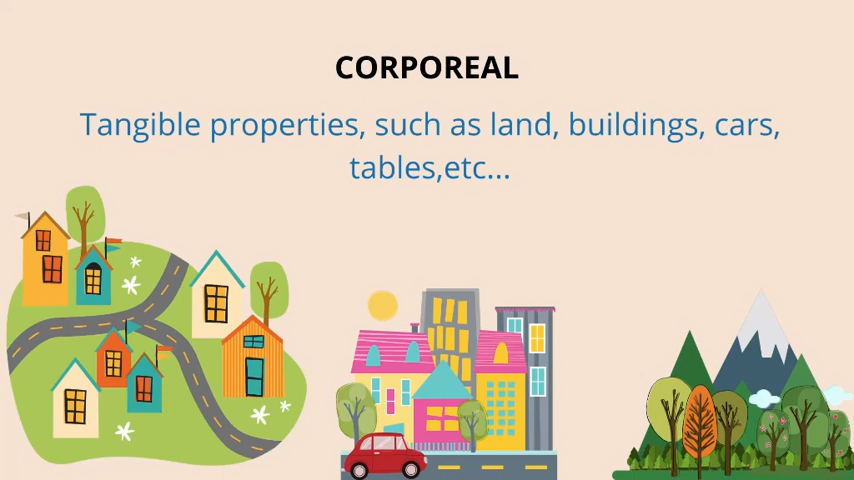 CORPOREAL
Tangible properties, such as land, buildings, cars,
tables,etc...